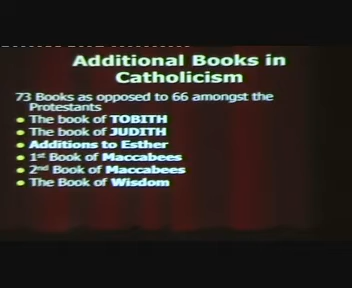 Additional Books in
Catholicism
73 Books as opposed to 66 amongst the
Protestants
The book of TOBITH
The book of JUDITH
Additions to Esther
1st Book of Maccabees
2nd Book of Maccabees
The Book of Wisdom